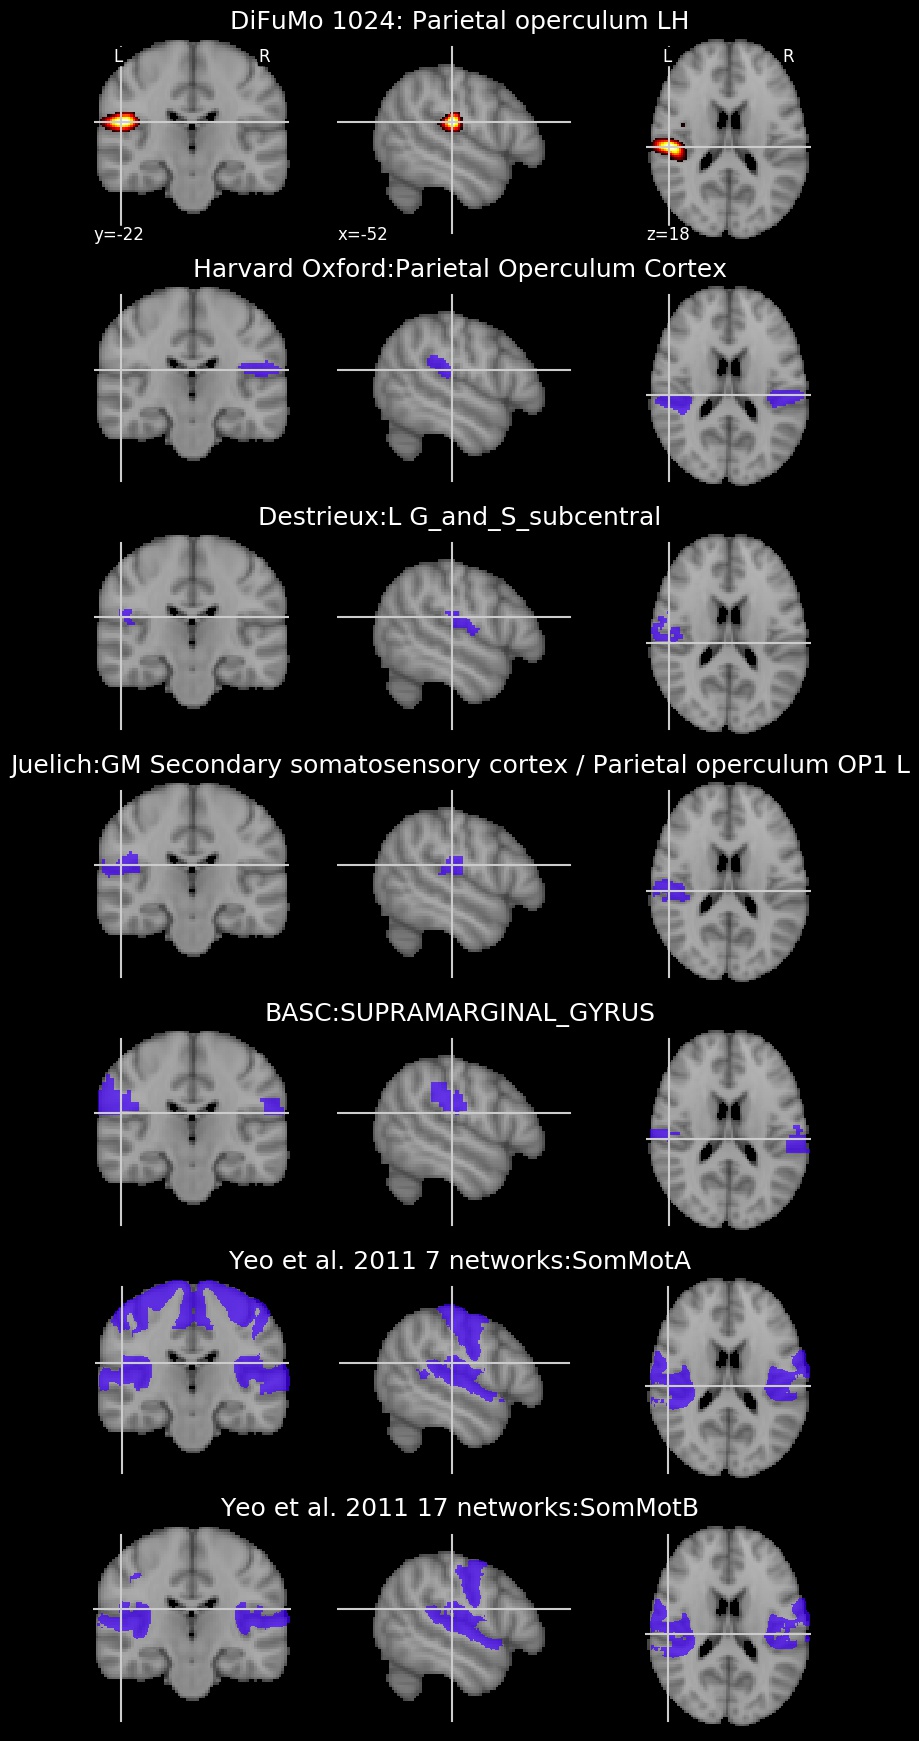 DiFuMo 1024: Parietal operculum LH
L R L R
y=-22 x=-52 z=18
Harvard Oxford:Parietal Operculum Cortex
Destrieux:L G_and_S_subcentral
Juelich:GM Secondary somatosensory cortex / Parietal operculum OP1 L
BASC:SUPRAMARGINAL_GYRUS
Yeo et al. 2011 7 networks:SomMotA
Yeo et al. 2011 17 networks:SomMotB